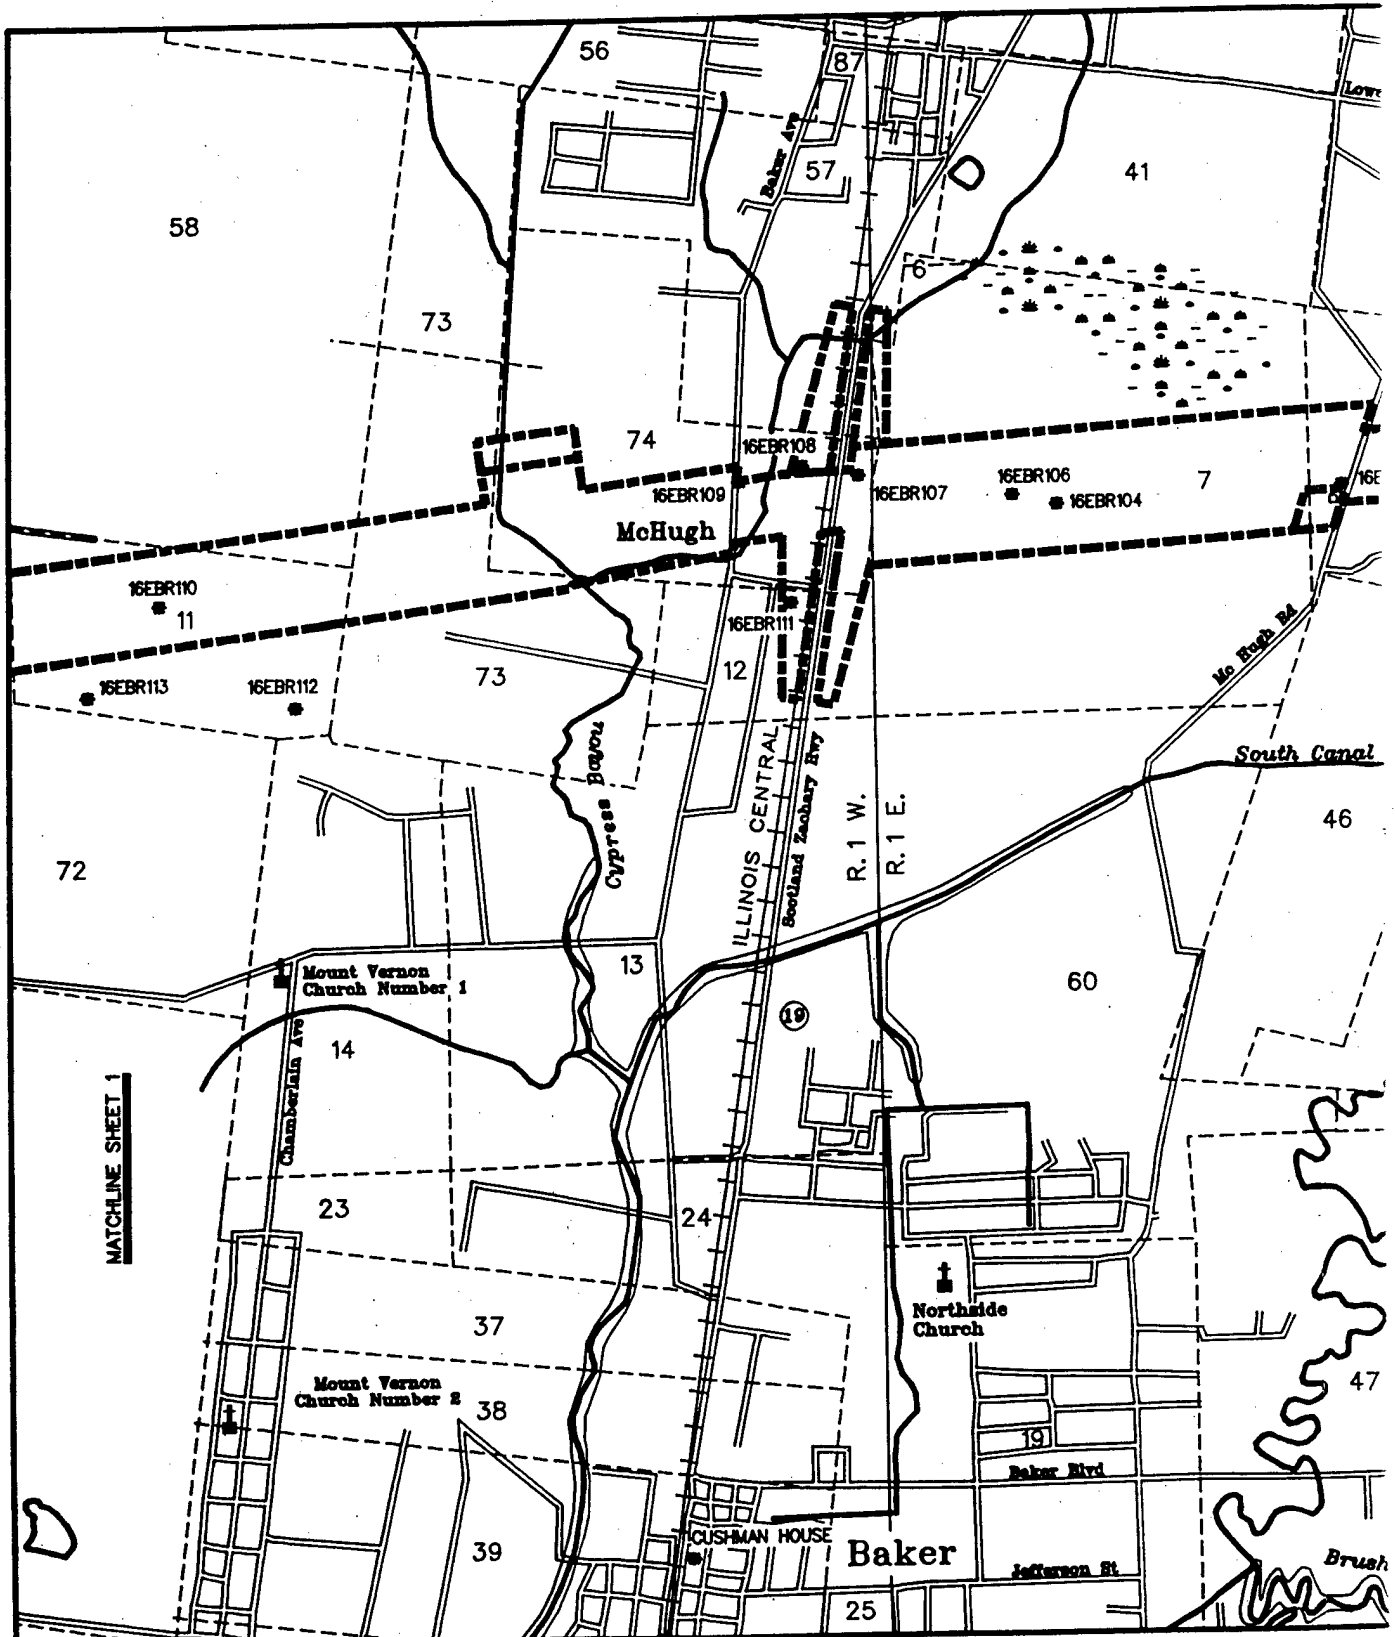 56
87
Lowe
Baker Ave
57
41
58
6
73
74
16EBR108
16EBR109
16EBR107
16EBR106
16EBR104
7
16E
McHugh
16EBR110
11
16EBR111
12
73
16EBR113
16EBR112
Mc Hugh Rd
South Canal
Cypress Bayou
ILLINOIS CENTRAL
Scotland Zachary Hwy
R. 1 W.
R. 1 E.
46
72
13
Mount Vernon
Church Number 1
60
19
14
Chamberlain Ave
MATCHLINE SHEET 1
23
24
Northside
Church
37
Mount Vernon
Church Number 2
38
47
19
Baker Blvd
CUSHMAN HOUSE
39
Baker
Jefferson St
Brush
25